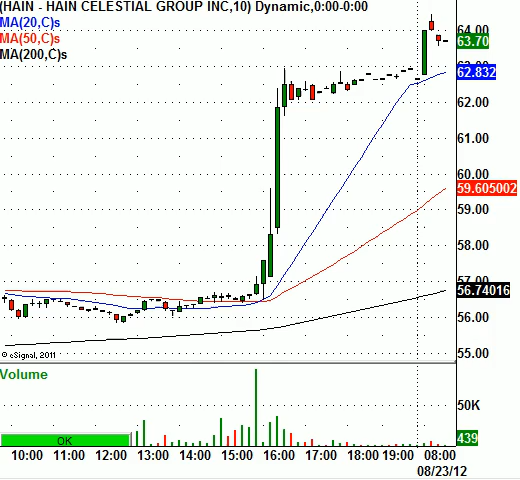 (HAIN - HAIN CELESTIAL GROUP INC,10) Dynamic,0:00-0:00
MA(20,C)s
MA(50,C)s
MA(200,C)s
64.00
63.70
62.832
62.00
61.00
60.00
59.605002
59.00
58.00
57.00
56.74016
56.00
55.00
© eSignal, 2011
Volume
50K
439
OK
10:00 11:00 12:00 13:00 14:00 15:00 16:00 17:00 18:00 19:00 08:00
08/23/12